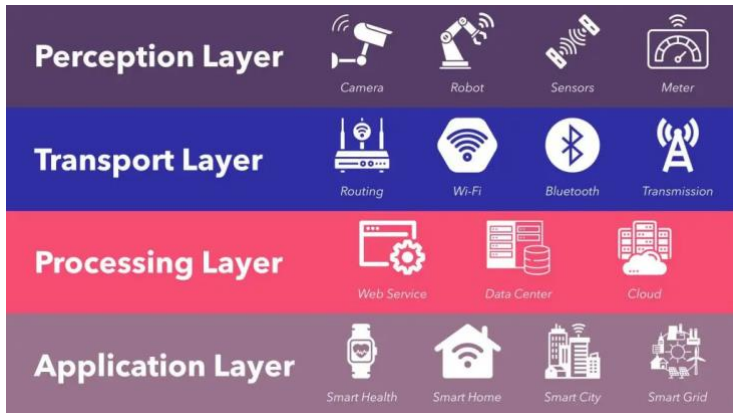 Perception Layer
Camera
Robot
Sensors
Meter
Transport Layer
Routing
Wi-Fi
Bluetooth
Transmission
Processing Layer
Web Service
Data Center
Cloud
Application Layer
Smart Health
Smart Home
Smart City
Smart Grid